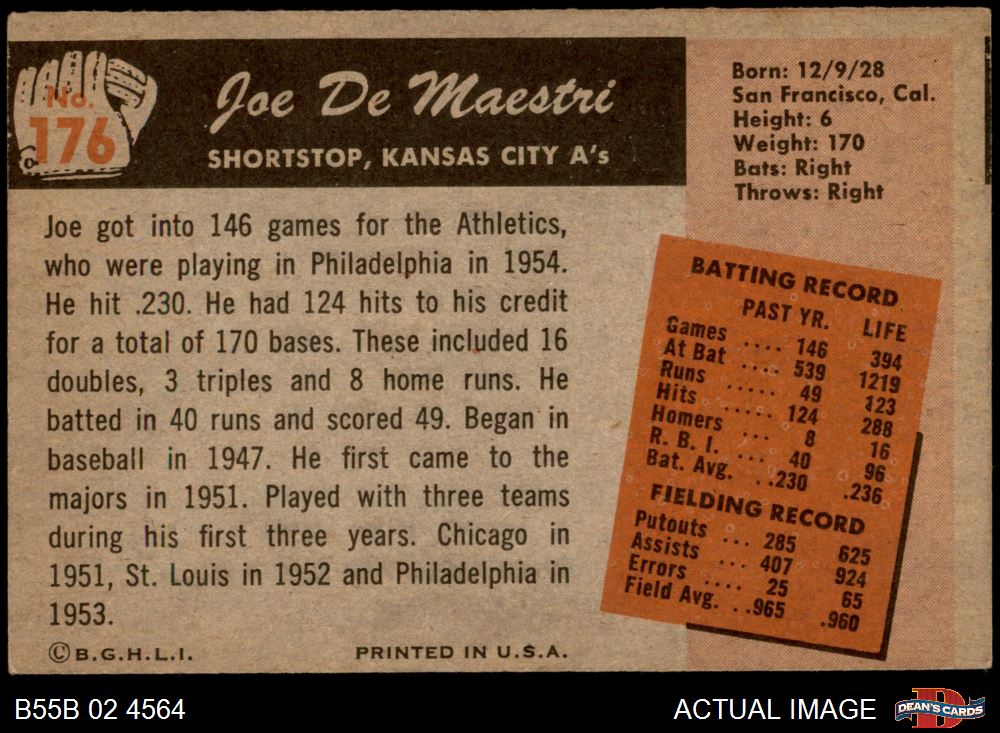 No.
176
Joe De Maestri
SHORTSTOP, KANSAS CITY A's
Born: 12/9/28
San Francisco, Cal.
Height: 6
Weight: 170
Bats: Right
Throws: Right
Joe got into 146 games for the Athletics,
who were playing in Philadelphia in 1954.
He hit .230. He had 124 hits to his credit
for a total of 170 bases. These included 16
doubles, 3 triples and 8 home runs. He
batted in 40 runs and scored 49. Began in
baseball in 1947. He first came to the
majors in 1951. Played with three teams
during his first three years. Chicago in
1951, St. Louis in 1952 and Philadelphia in
1953.
BATTING RECORD
PAST YR. LIFE
Games .... 146 394
At Bat .... 539 1219
Runs ..... 49 123
Hits ..... 124 288
Homers ... 8 16
R. B. I. ... 40 96
Bat. Avg. . .230 .236
FIELDING RECORD
Putouts ... 285 625
Assists ... 407 924
Errors .... 25 65
Field Avg. . .965 .960
© B.G.H.L.I. PRINTED IN U.S.A.
B55B 02 4564 ACTUAL IMAGE DEAN'S CARDS